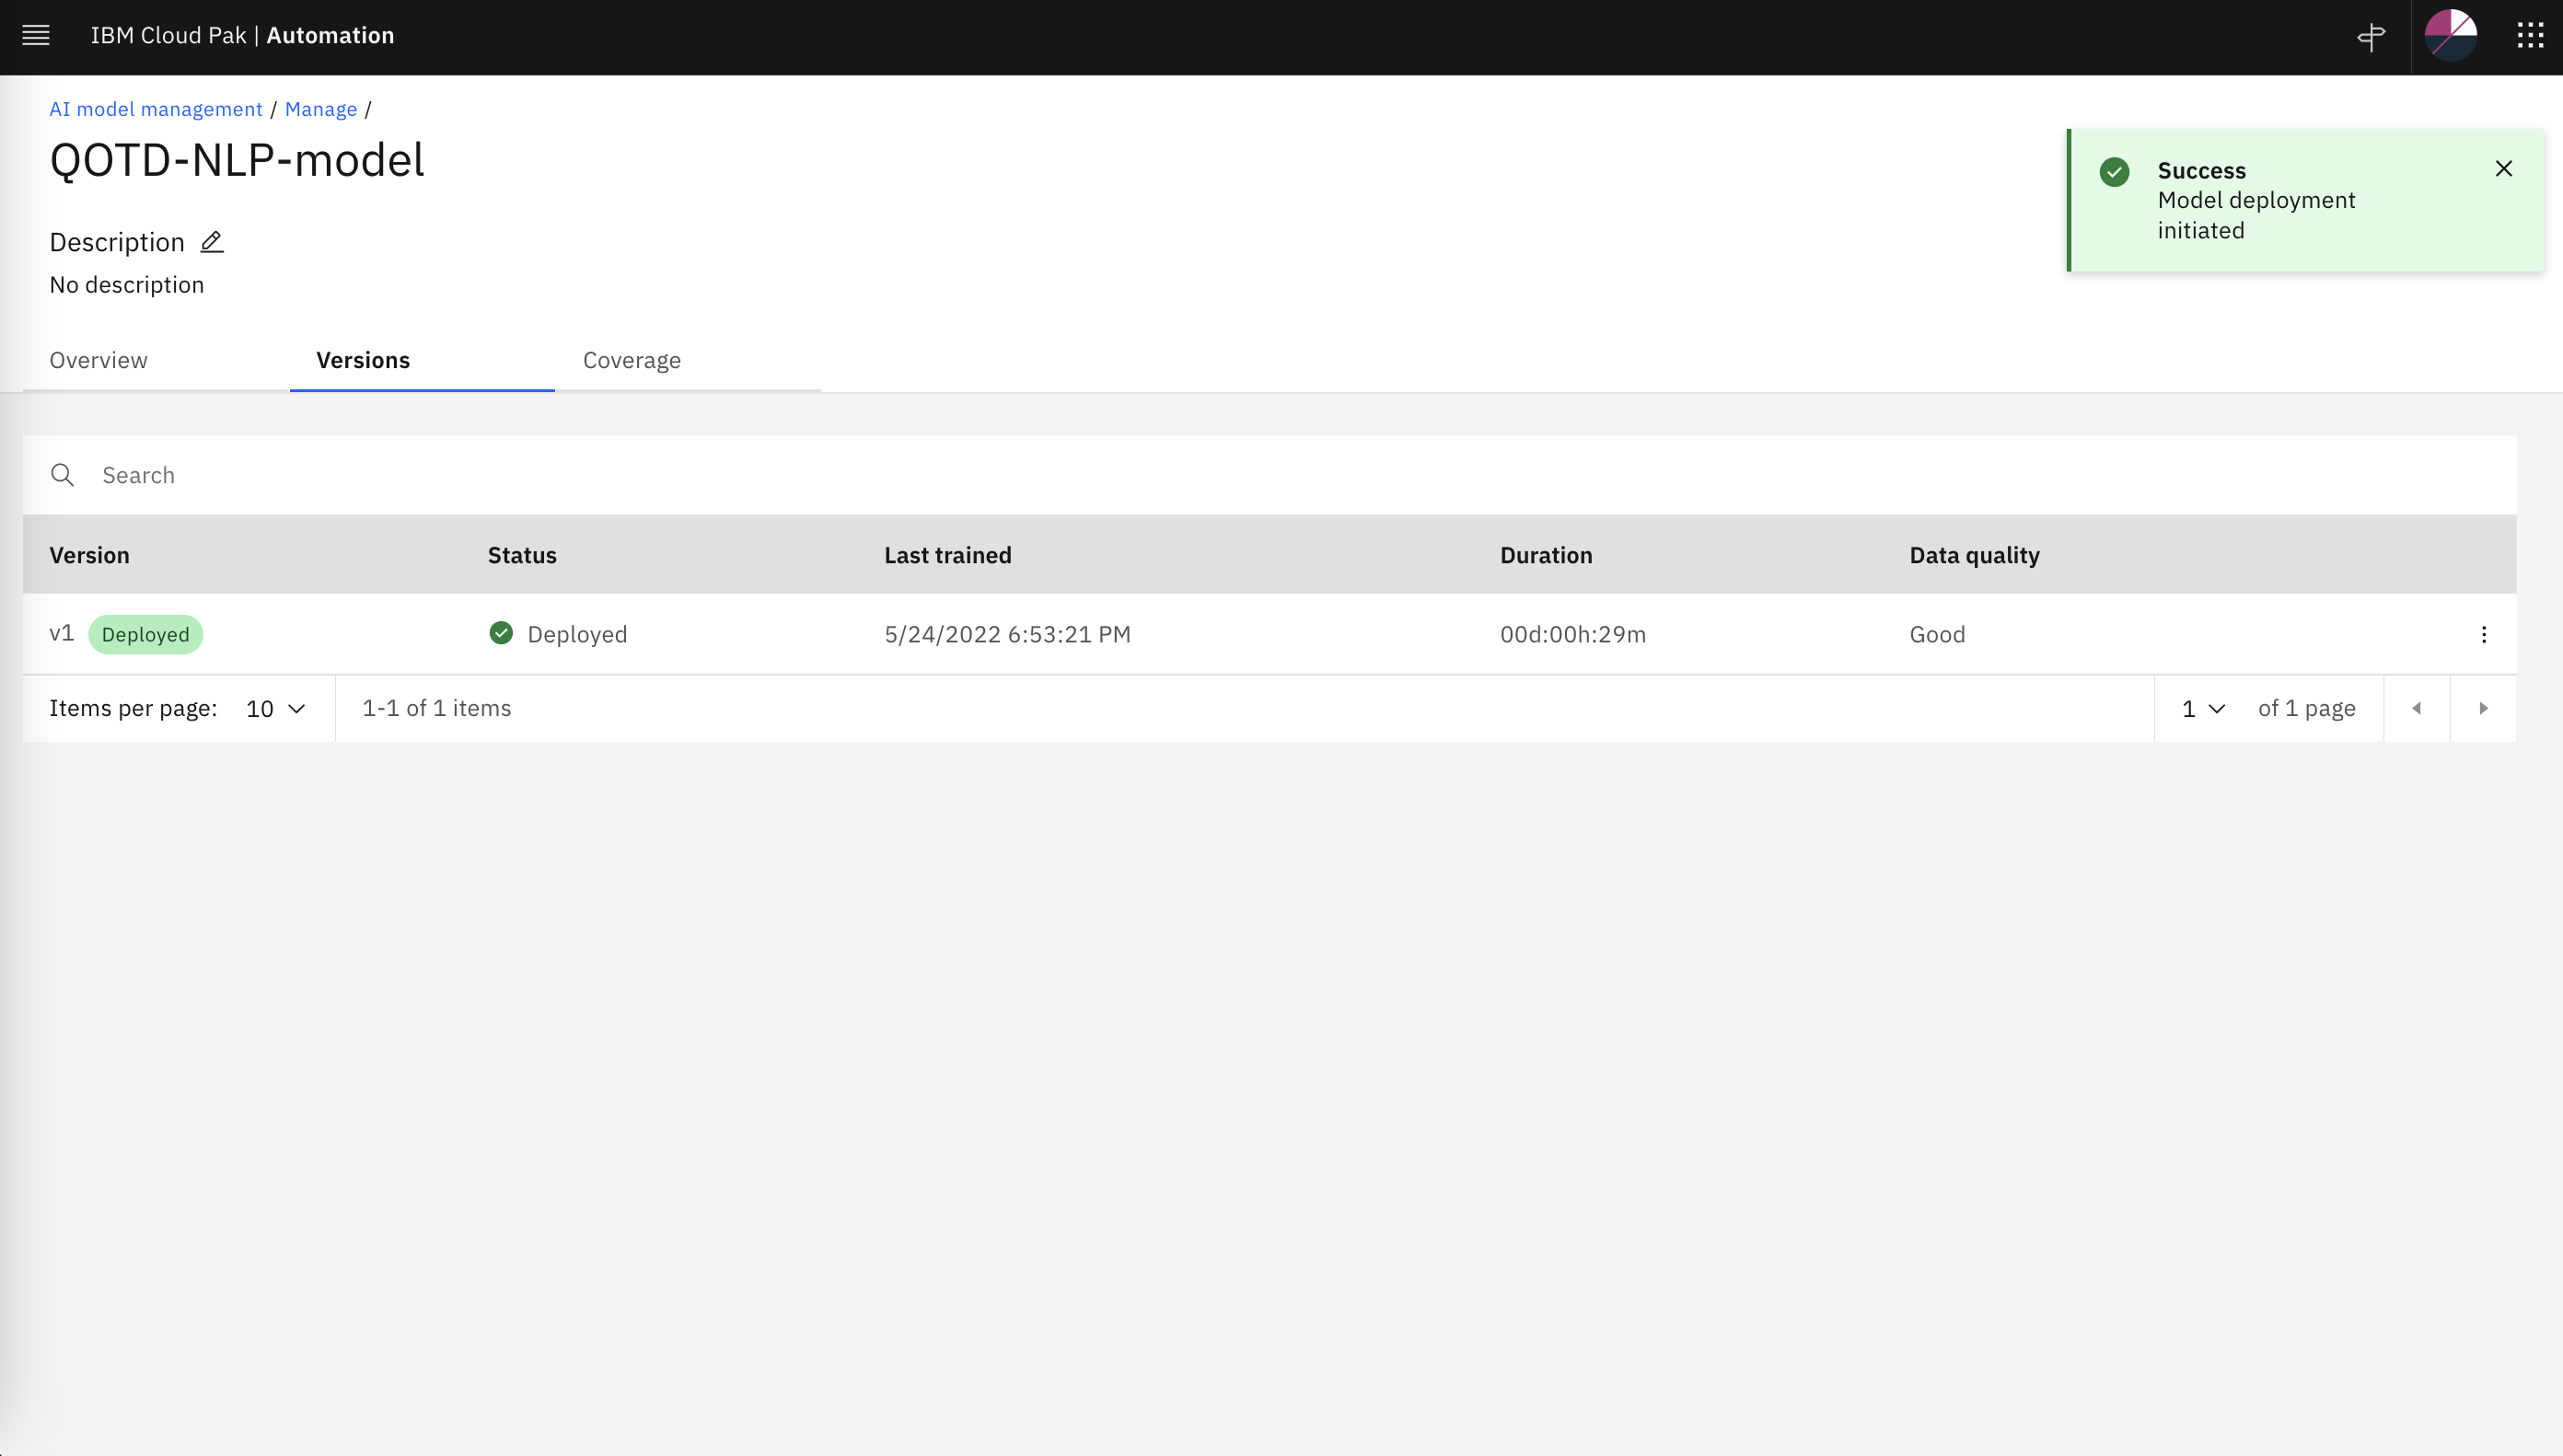 IBM Cloud Pak | Automation
AI model management / Manage /
QOTD-NLP-model
Success
Model deployment
initiated
Description
No description
Overview Versions Coverage
Search
Version Status Last trained Duration Data quality
v1 Deployed Deployed 5/24/2022 6:53:21 PM 00d:00h:29m Good
Items per page: 10 1-1 of 1 items 1 of 1 page